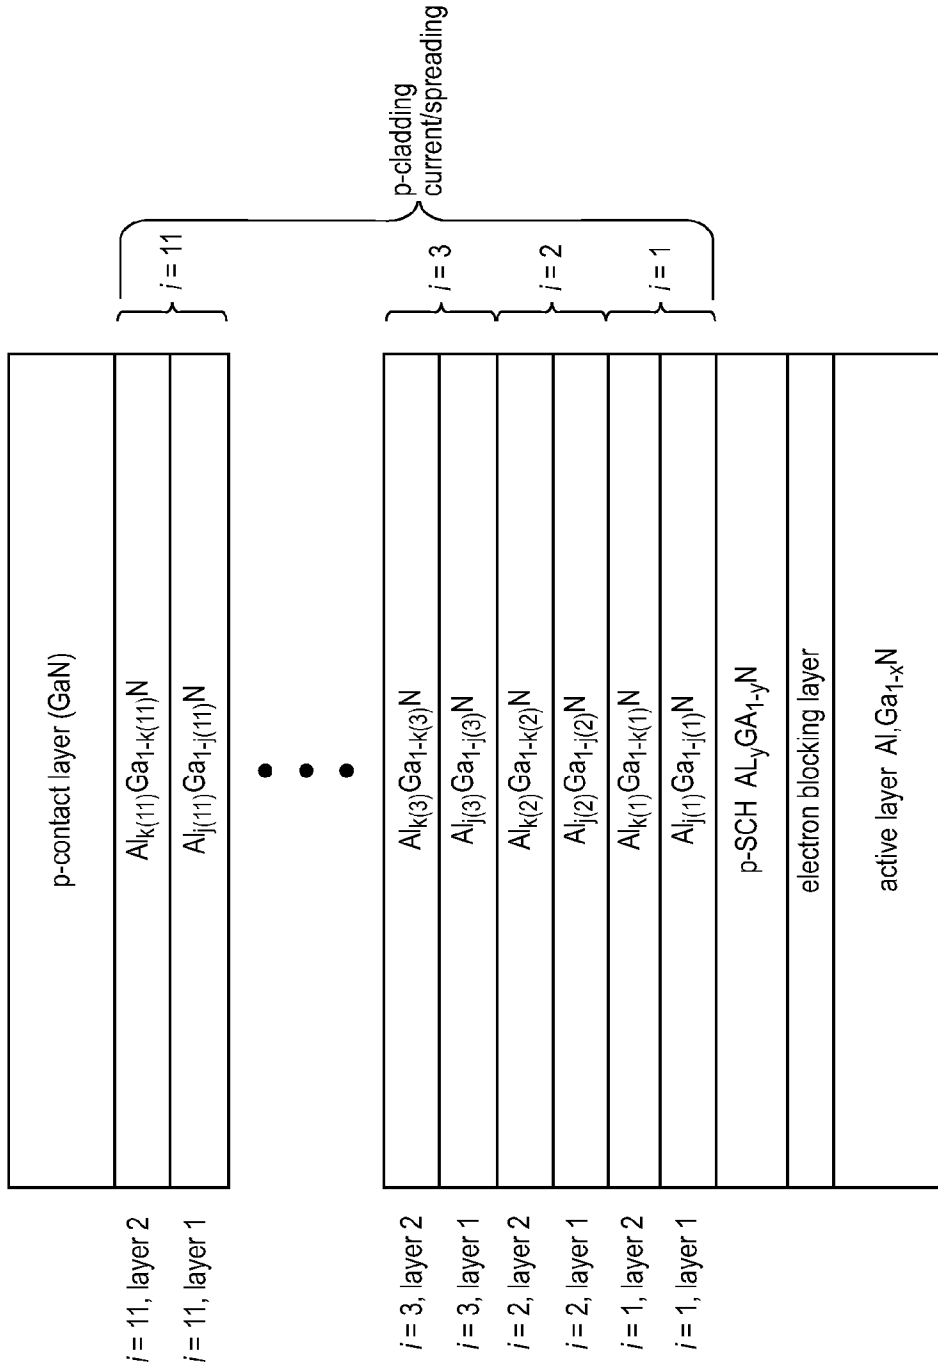 p-contact layer (GaN)
i = 11, layer 2
Al_k(11)Ga_1-k(11)N
i = 11, layer 1
Al_j(11)Ga_1-j(11)N
i = 11
i = 3, layer 2
Al_k(3)Ga_1-k(3)N
i = 3, layer 1
Al_j(3)Ga_1-j(3)N
i = 3
i = 2, layer 2
Al_k(2)Ga_1-k(2)N
i = 2, layer 1
Al_j(2)Ga_1-j(2)N
i = 2
i = 1, layer 2
Al_k(1)Ga_1-k(1)N
i = 1, layer 1
Al_j(1)Ga_1-j(1)N
i = 1
p-cladding
current/spreading
p-SCH AL_yGA_1-yN
electron blocking layer
active layer Al,Ga_1-xN